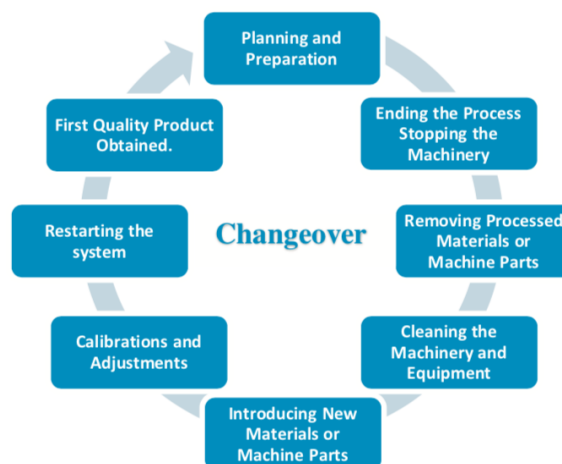 Planning and
Preparation
Ending the Process
Stopping the
Machinery
Removing Processed
Materials or
Machine Parts
Cleaning the
Machinery and
Equipment
Introducing New
Materials or
Machine Parts
Calibrations and
Adjustments
Restarting the
system
First Quality Product
Obtained.
Changeover